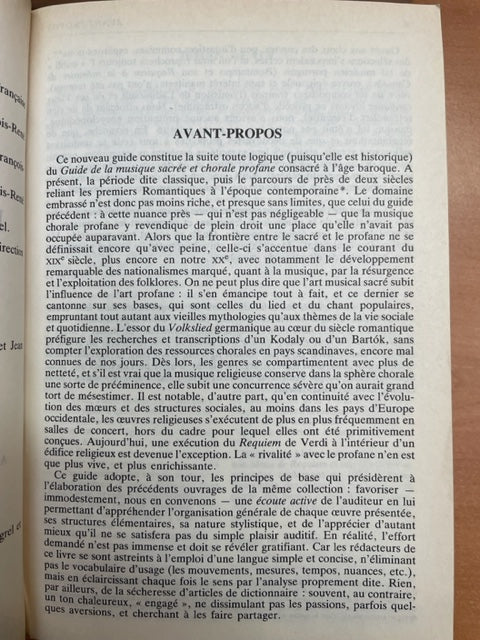 AVANT-PROPOS
Ce nouveau guide constitue la suite toute logique (puisqu'elle est historique)
du Guide de la musique sacrée et chorale profane consacré à l'âge baroque. A
présent, la période dite classique, puis le parcours de près de deux siècles
reliant les premiers Romantiques à l'époque contemporaine*. Le domaine
embrassé n'est donc pas moins riche, et presque sans limites, que celui du guide
précédent : à cette nuance près — qui n'est pas négligeable — que la musique
chorale profane y revendique de plein droit une place qu'elle n'avait pas
occupée auparavant. Alors que la frontière entre le sacré et le profane ne se
définissait encore qu'avec peine, celle-ci s'accentue dans le courant du
XIXe siècle, plus encore en notre XXe, avec notamment le développement
remarquable des nationalismes marqué, quant à la musique, par la résurgence
et l'exploitation des folklores. On ne peut plus dire que l'art musical sacré subit
l'influence de l'art profane : il s'en émancipe tout à fait, et ce dernier se
cantonne sur ses bases, qui sont celles du lied et du chant populaires,
empruntant tout autant aux vieilles mythologies qu'aux thèmes de la vie sociale
et quotidienne. L'essor du Volkslied germanique au cœur du siècle romantique
préfigure les recherches et transcriptions d'un Kodaly ou d'un Bartók, sans
compter l'exploration des ressources chorales en pays scandinaves, encore mal
connues de nos jours. Dès lors, les genres se compartimentent avec plus de
netteté, et s'il est vrai que la musique religieuse conserve dans la sphère chorale
une sorte de prééminence, elle subit une concurrence sévère qu'on aurait grand
tort de mésestimer. Il est notable, d'autre part, qu'en continuité avec l'évolu-
tion des mœurs et des structures sociales, au moins dans les pays d'Europe
occidentale, les œuvres religieuses s'exécutent de plus en plus fréquemment en
salles de concert, hors du cadre pour lequel elles ont été primitivement
conçues. Aujourd'hui, une exécution du Requiem de Verdi à l'intérieur d'un
édifice religieux est devenue l'exception. La « rivalité » avec le profane n'en est
que plus vive, et plus enrichissante.
Ce guide adopte, à son tour, les principes de base qui présidèrent à
l'élaboration des précédents ouvrages de la même collection : favoriser —
immodestement, nous en convenons — une écoute active de l'auditeur en lui
permettant d'appréhender l'organisation générale de chaque œuvre présentée,
ses structures élémentaires, sa nature stylistique, et de l'apprécier d'autant
mieux qu'il ne se satisfera pas du simple plaisir auditif. En réalité, l'effort
demandé n'est pas immense et doit se révéler gratifiant. Car les rédacteurs de
ce livre se sont astreints à l'emploi d'une langue simple et concise, n'éliminant
pas le vocabulaire d'usage (les mouvements, mesures, tempos, nuances, etc.),
mais en éclaircissant chaque fois le sens par l'analyse proprement dite. Rien,
par ailleurs, de la sécheresse d'articles de dictionnaire : souvent, au contraire,
un ton chaleureux, « engagé », ne dissimulant pas les passions, parfois quel-
ques aversions, et cherchant à les faire partager.